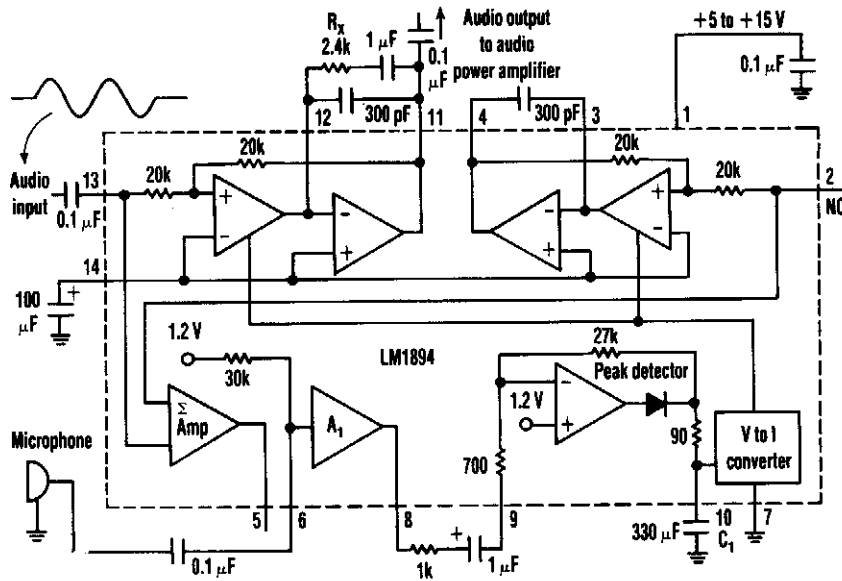 R_X
2.4k
1 μF
0.1
μF
Audio output
to audio
power amplifier
+5 to +15 V
0.1 μF
12
300 pF
11
4
300 pF
3
1
Audio
input
0.1 μF
13
20k
20k
20k
20k
2
NC
+
−
−
+
−
+
+
−
14
100
μF
+
1.2 V
30k
LM1894
27k
Peak detector
1.2 V
−
+
Σ
Amp
A1
700
90
V to I
converter
Microphone
5
6
8
9
10
7
0.1 μF
1k
+
1 μF
330 μF
C1